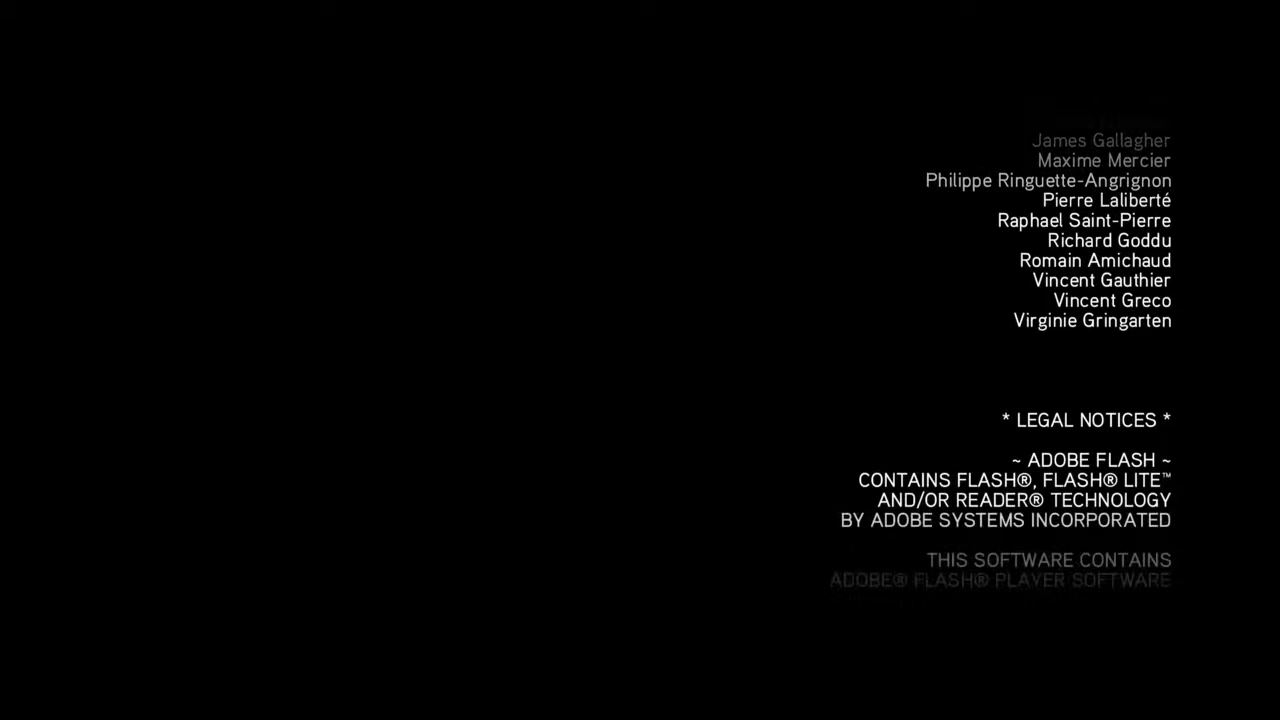 James Gallagher
Maxime Mercier
Philippe Ringuette-Angrignon
Pierre Laliberté
Raphael Saint-Pierre
Richard Goddu
Romain Amichaud
Vincent Gauthier
Vincent Greco
Virginie Gringarten
* LEGAL NOTICES *
~ ADOBE FLASH ~
CONTAINS FLASH®, FLASH® LITE™
AND/OR READER® TECHNOLOGY
BY ADOBE SYSTEMS INCORPORATED
THIS SOFTWARE CONTAINS
ADOBE® FLASH® PLAYER SOFTWARE